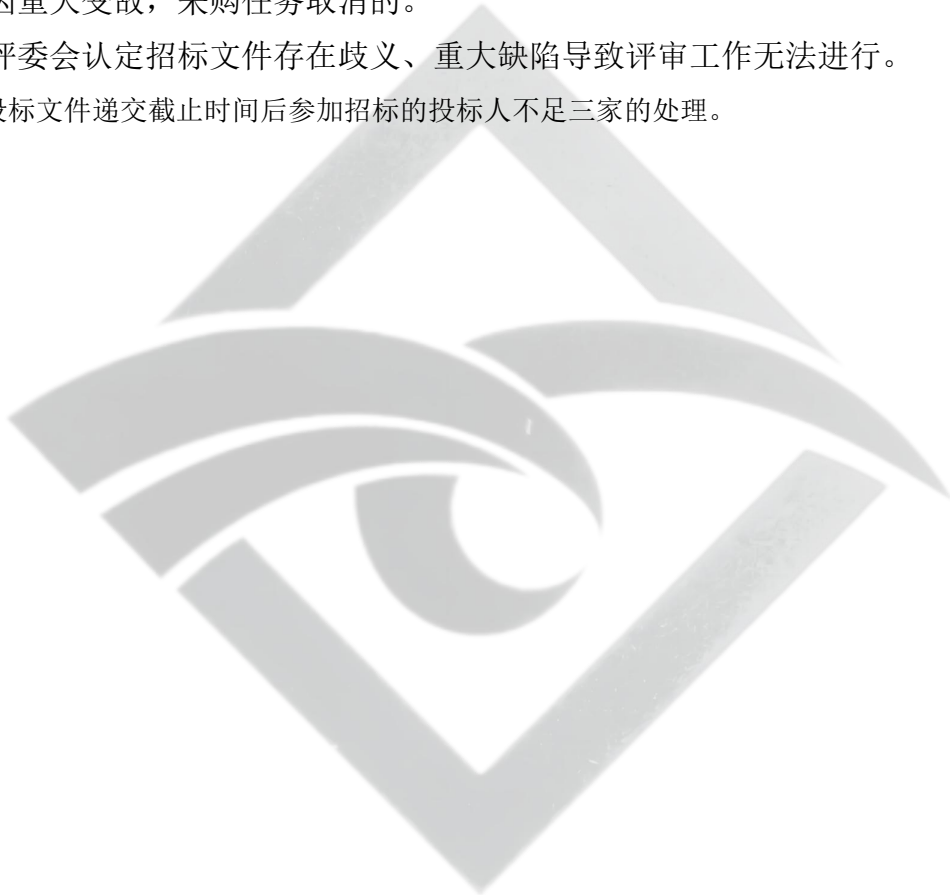 因重大变故，采购任务取消的。
评委会认定招标文件存在歧义、重大缺陷导致评审工作无法进行。
投标文件递交截止时间后参加招标的投标人不足三家的处理。